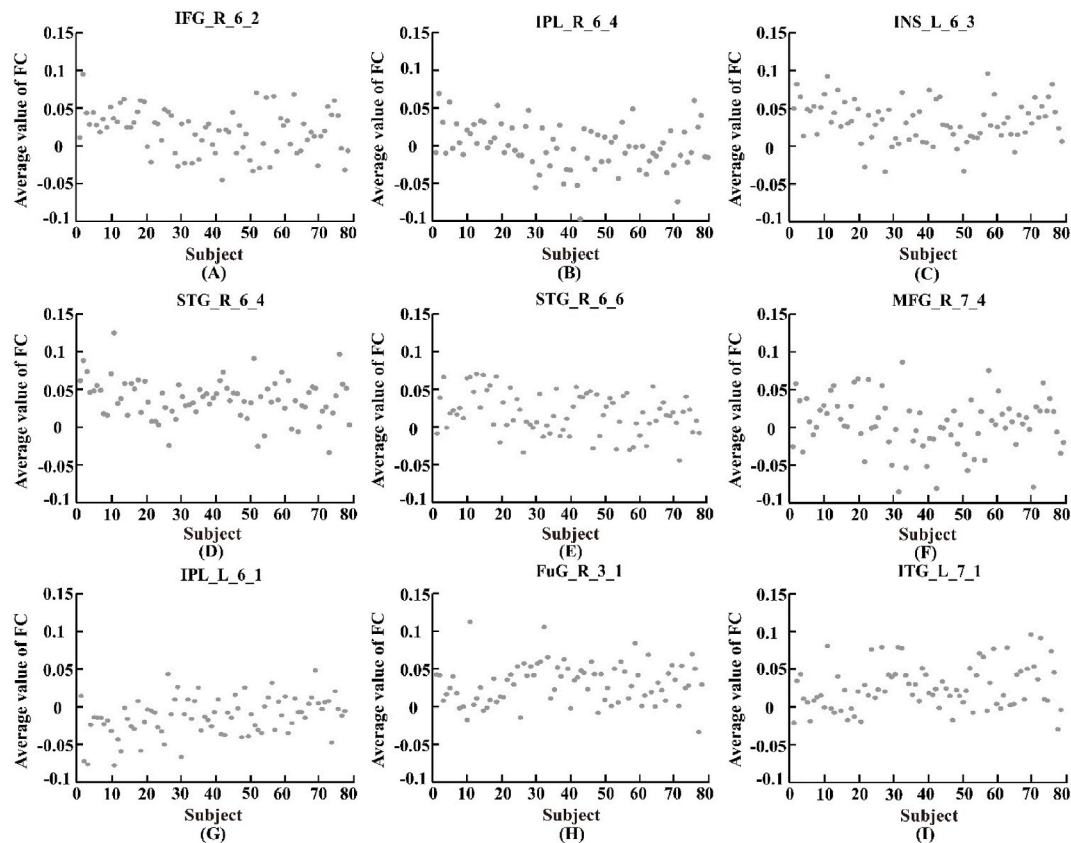 IFG_R_6_2 IPL_R_6_4 INS_L_6_3
Average value of FC
0.15
0.1
0.05
0
-0.05
-0.1
0 10 20 30 40 50 60 70 80
Subject
(A)
Average value of FC
0.15
0.1
0.05
0
-0.05
-0.1
0 10 20 30 40 50 60 70 80
Subject
(B)
Average value of FC
0.15
0.1
0.05
0
-0.05
-0.1
0 10 20 30 40 50 60 70 80
Subject
(C)
STG_R_6_4 STG_R_6_6 MFG_R_7_4
Average value of FC
0.15
0.1
0.05
0
-0.05
-0.1
0 10 20 30 40 50 60 70 80
Subject
(D)
Average value of FC
0.15
0.1
0.05
0
-0.05
-0.1
0 10 20 30 40 50 60 70 80
Subject
(E)
Average value of FC
0.15
0.1
0.05
0
-0.05
-0.1
0 10 20 30 40 50 60 70 80
Subject
(F)
IPL_L_6_1 FuG_R_3_1 ITG_L_7_1
Average value of FC
0.15
0.1
0.05
0
-0.05
-0.1
0 10 20 30 40 50 60 70 80
Subject
(G)
Average value of FC
0.15
0.1
0.05
0
-0.05
-0.1
0 10 20 30 40 50 60 70 80
Subject
(H)
Average value of FC
0.15
0.1
0.05
0
-0.05
-0.1
0 10 20 30 40 50 60 70 80
Subject
(I)